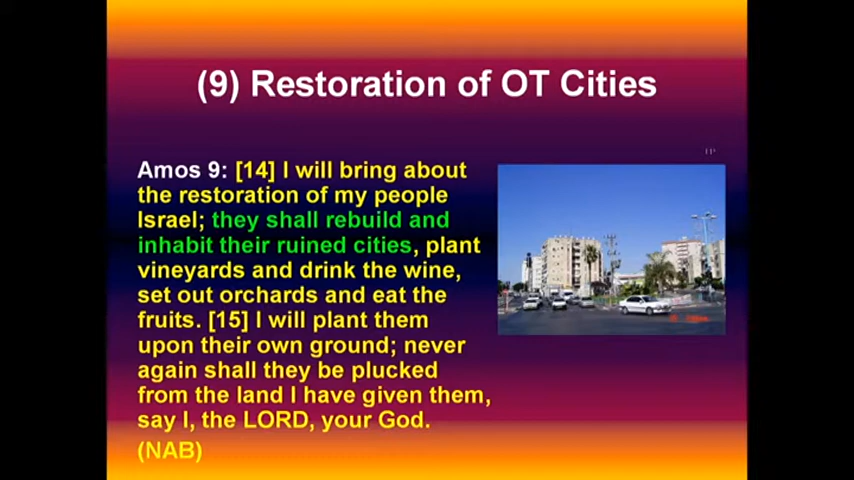 (9) Restoration of OT Cities
Amos 9: [14] I will bring about
the restoration of my people
Israel; they shall rebuild and
inhabit their ruined cities, plant
vineyards and drink the wine,
set out orchards and eat the
fruits. [15] I will plant them
upon their own ground; never
again shall they be plucked
from the land I have given them,
say I, the LORD, your God.
(NAB)